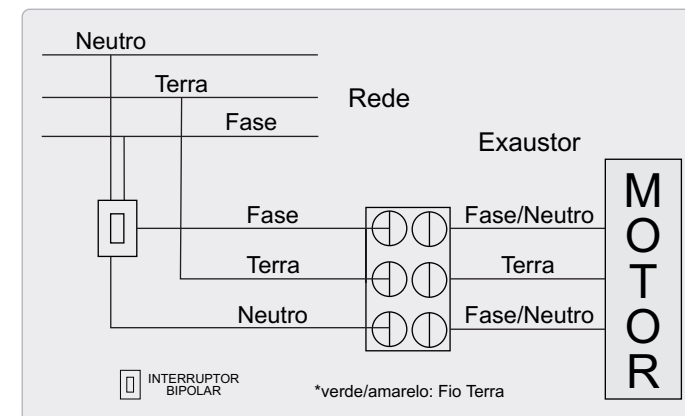 Neutro
Terra
Rede
Fase
Exaustor
Fase
Fase/Neutro
Terra
Terra
Neutro
Fase/Neutro
MOTOR
INTERRUPTOR
BIPOLAR
*verde/amarelo: Fio Terra